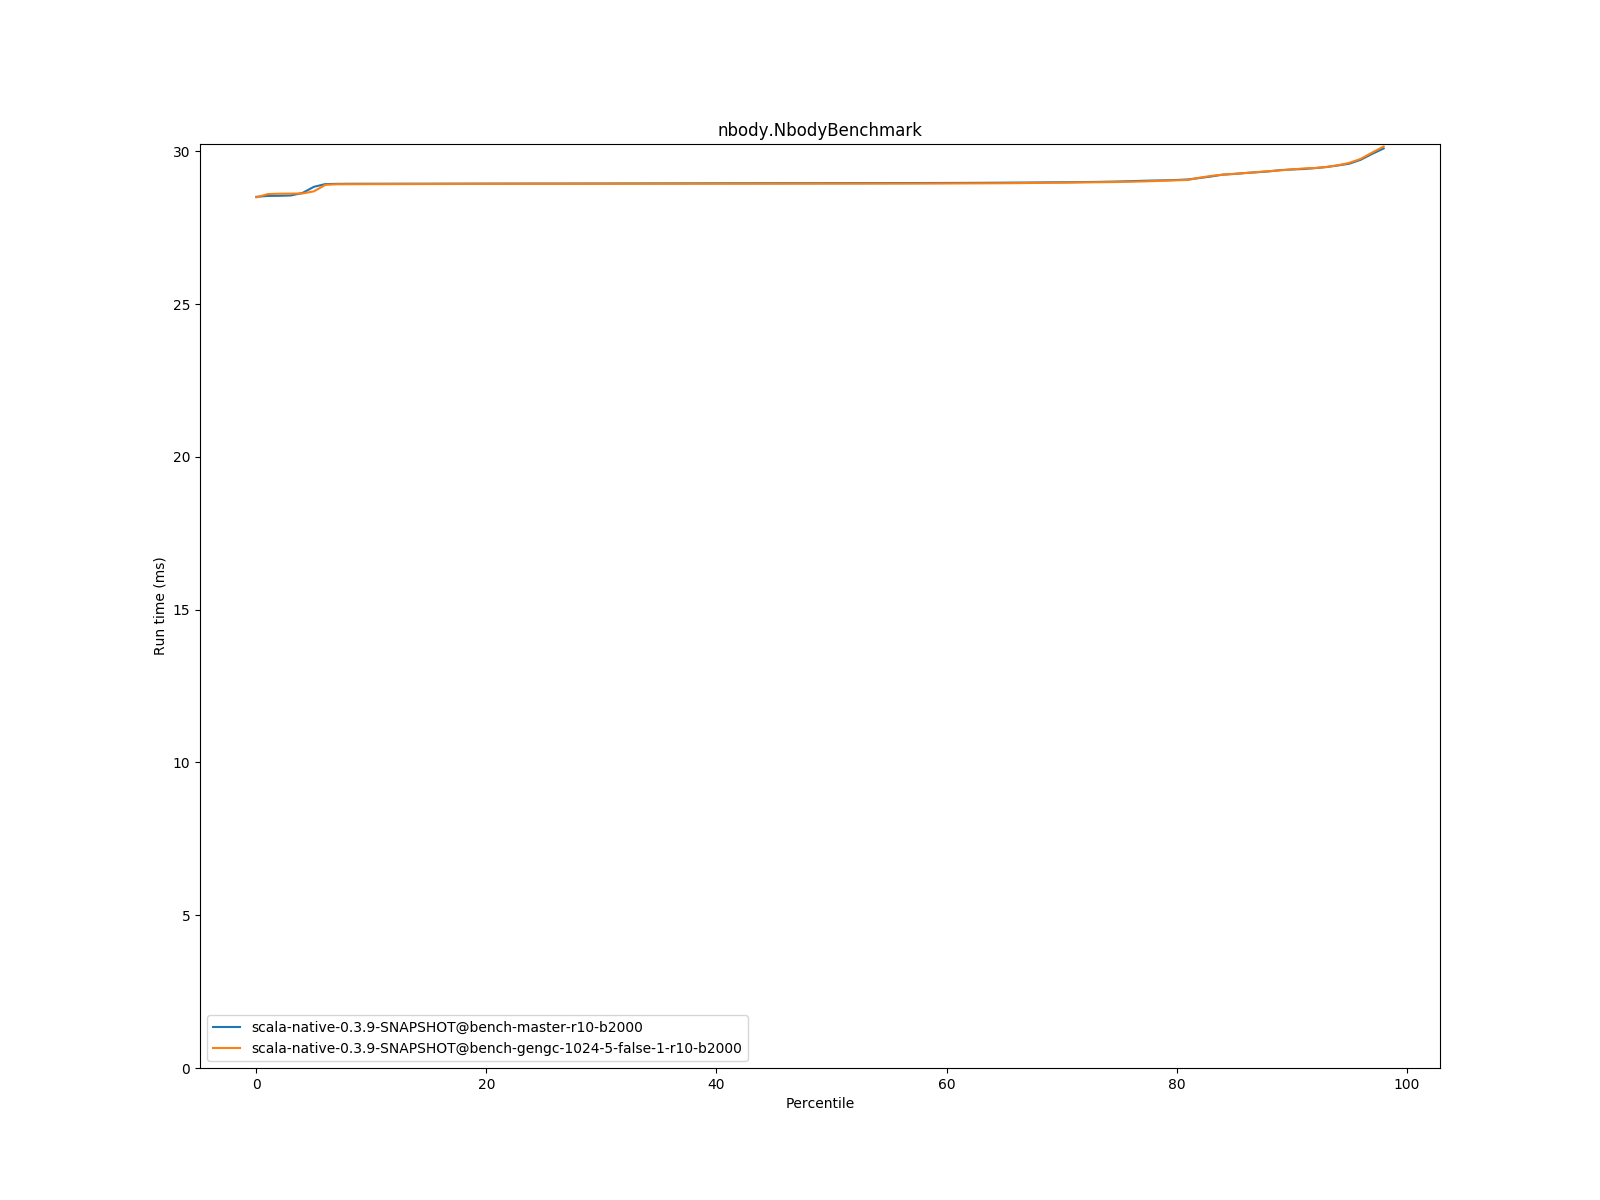 nbody.NbodyBenchmark
30
25
20
15
10
5
0
Run time (ms)
scala-native-0.3.9-SNAPSHOT@bench-master-r10-b2000
scala-native-0.3.9-SNAPSHOT@bench-gengc-1024-5-false-1-r10-b2000
0 20 40 60 80 100
Percentile